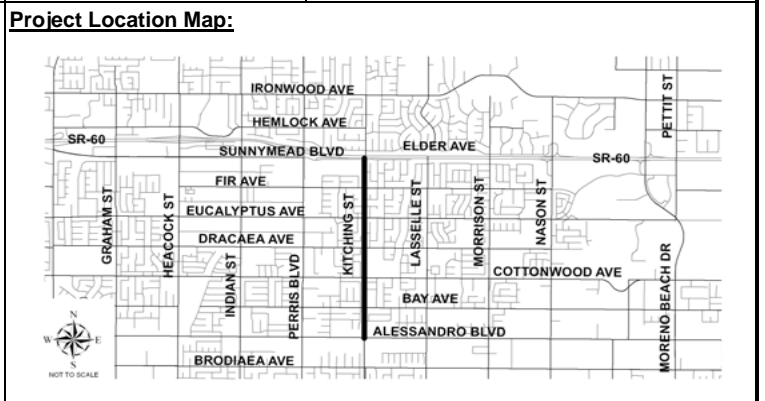 Project Location Map:
IRONWOOD AVE
PETTIT ST
HEMLOCK AVE
SR-60
ELDER AVE
SUNNYMEAD BLVD
SR-60
FIR AVE
EUCALYPTUS AVE
DRACAEA AVE
GRAHAM ST
HEACOCK ST
INDIAN ST
PERRIS BLVD
KITCHING ST
LASSELLE ST
MORRISON ST
NASON ST
COTTONWOOD AVE
MORENO BEACH DR
BAY AVE
ALESSANDRO BLVD
BRODIAEA AVE
N
W E
S
NOT TO SCALE